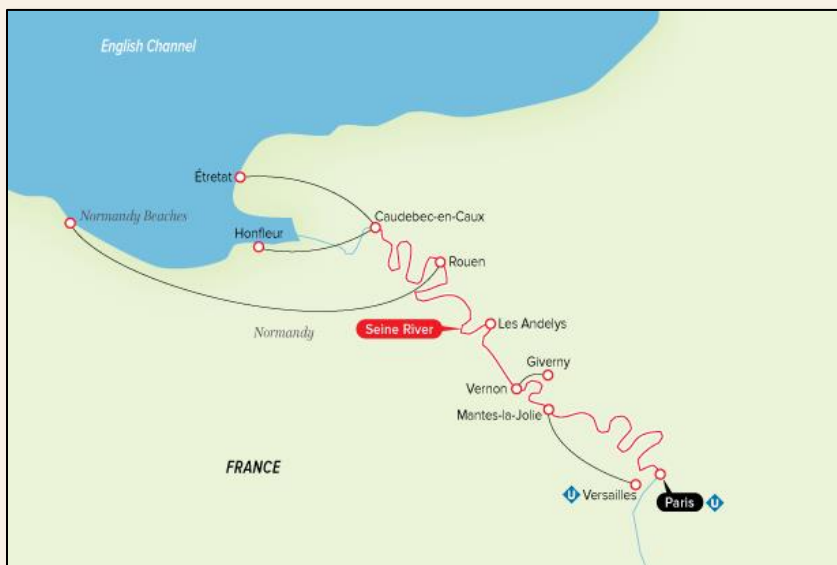 English Channel
Étretat
Normandy Beaches
Caudebec-en-Caux
Honfleur
Rouen
Normandy
Seine River
Les Andelys
Giverny
Vernon
Mantes-la-Jolie
FRANCE
U Versailles
Paris U